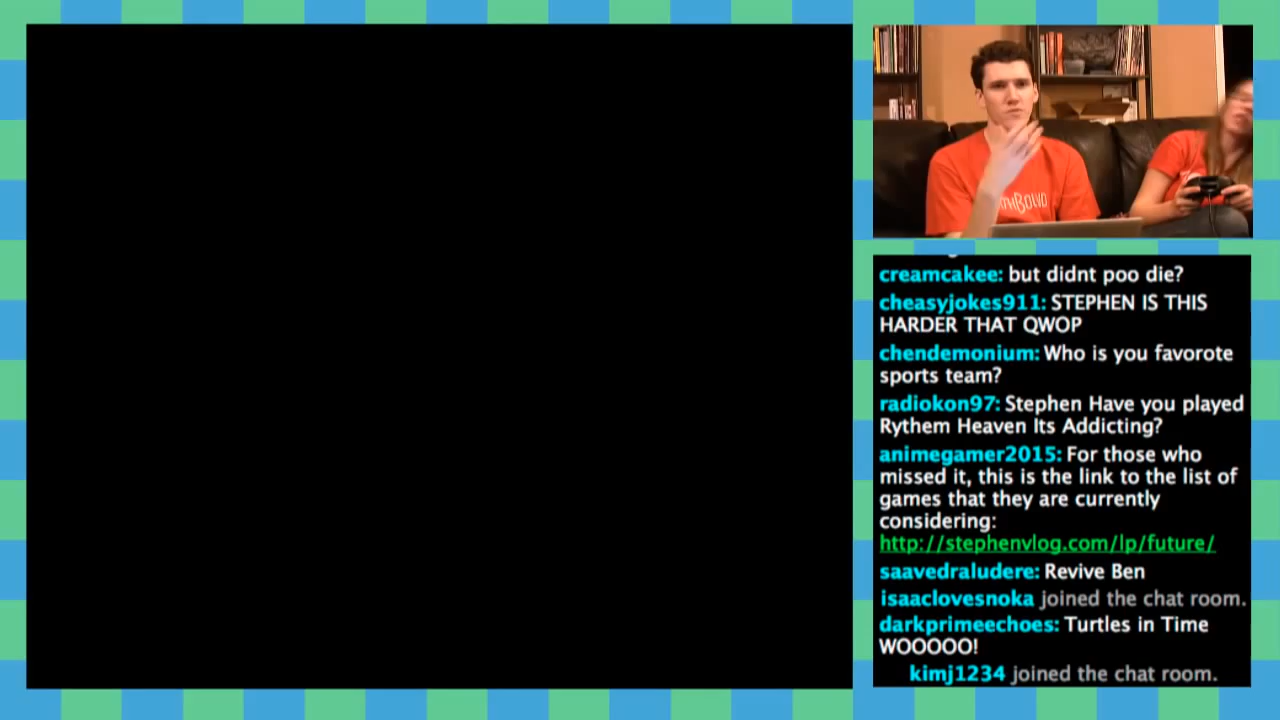 creamcakee: but didnt poo die?
cheasyjokes911: STEPHEN IS THIS
HARDER THAT QWOP
chendemonium: Who is you favorote
sports team?
radiokon97: Stephen Have you played
Rythem Heaven Its Addicting?
animegamer2015: For those who
missed it, this is the link to the list of
games that they are currently
considering:
http://stephenvlog.com/lp/future/
saavedraludere: Revive Ben
isaaclovesnoka joined the chat room.
darkprimeechoes: Turtles in Time
WOOOOO!
kimj1234 joined the chat room.